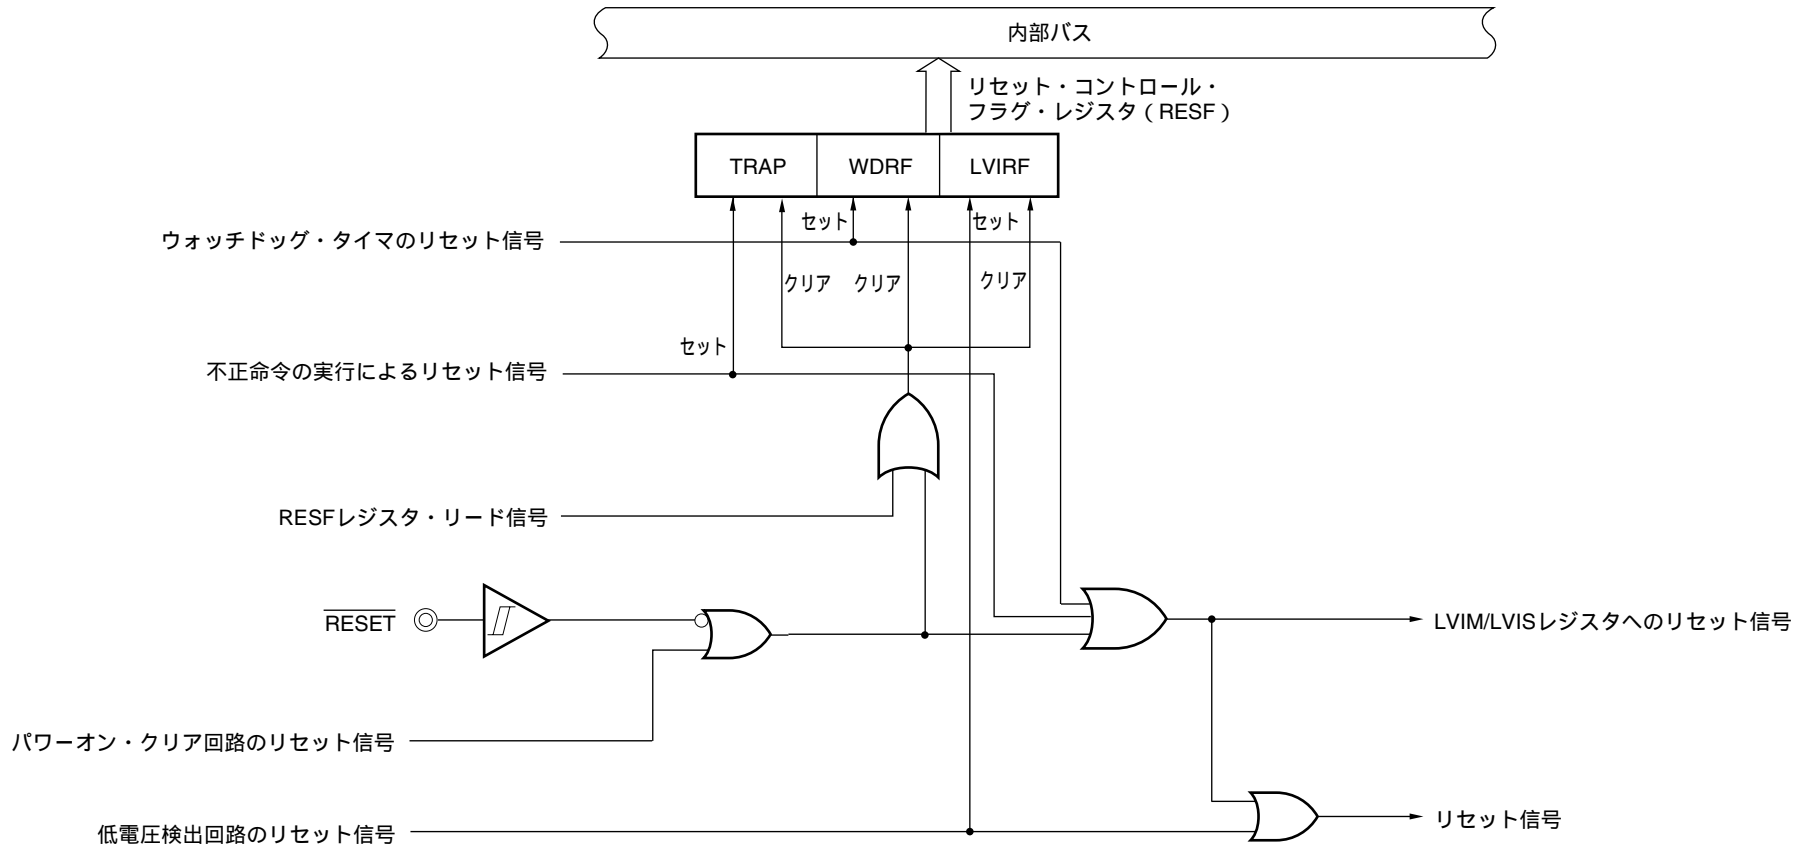 内部バス
リセット・コントロール・
フラグ・レジスタ(RESF)
TRAP
WDRF
LVIRF
セット
セット
ウォッチドッグ・タイマのリセット信号
クリア
クリア
クリア
セット
不正命令の実行によるリセット信号
RESFレジスタ・リード信号
RESET
LVIM/LVISレジスタへのリセット信号
パワーオン・クリア回路のリセット信号
低電圧検出回路のリセット信号
リセット信号